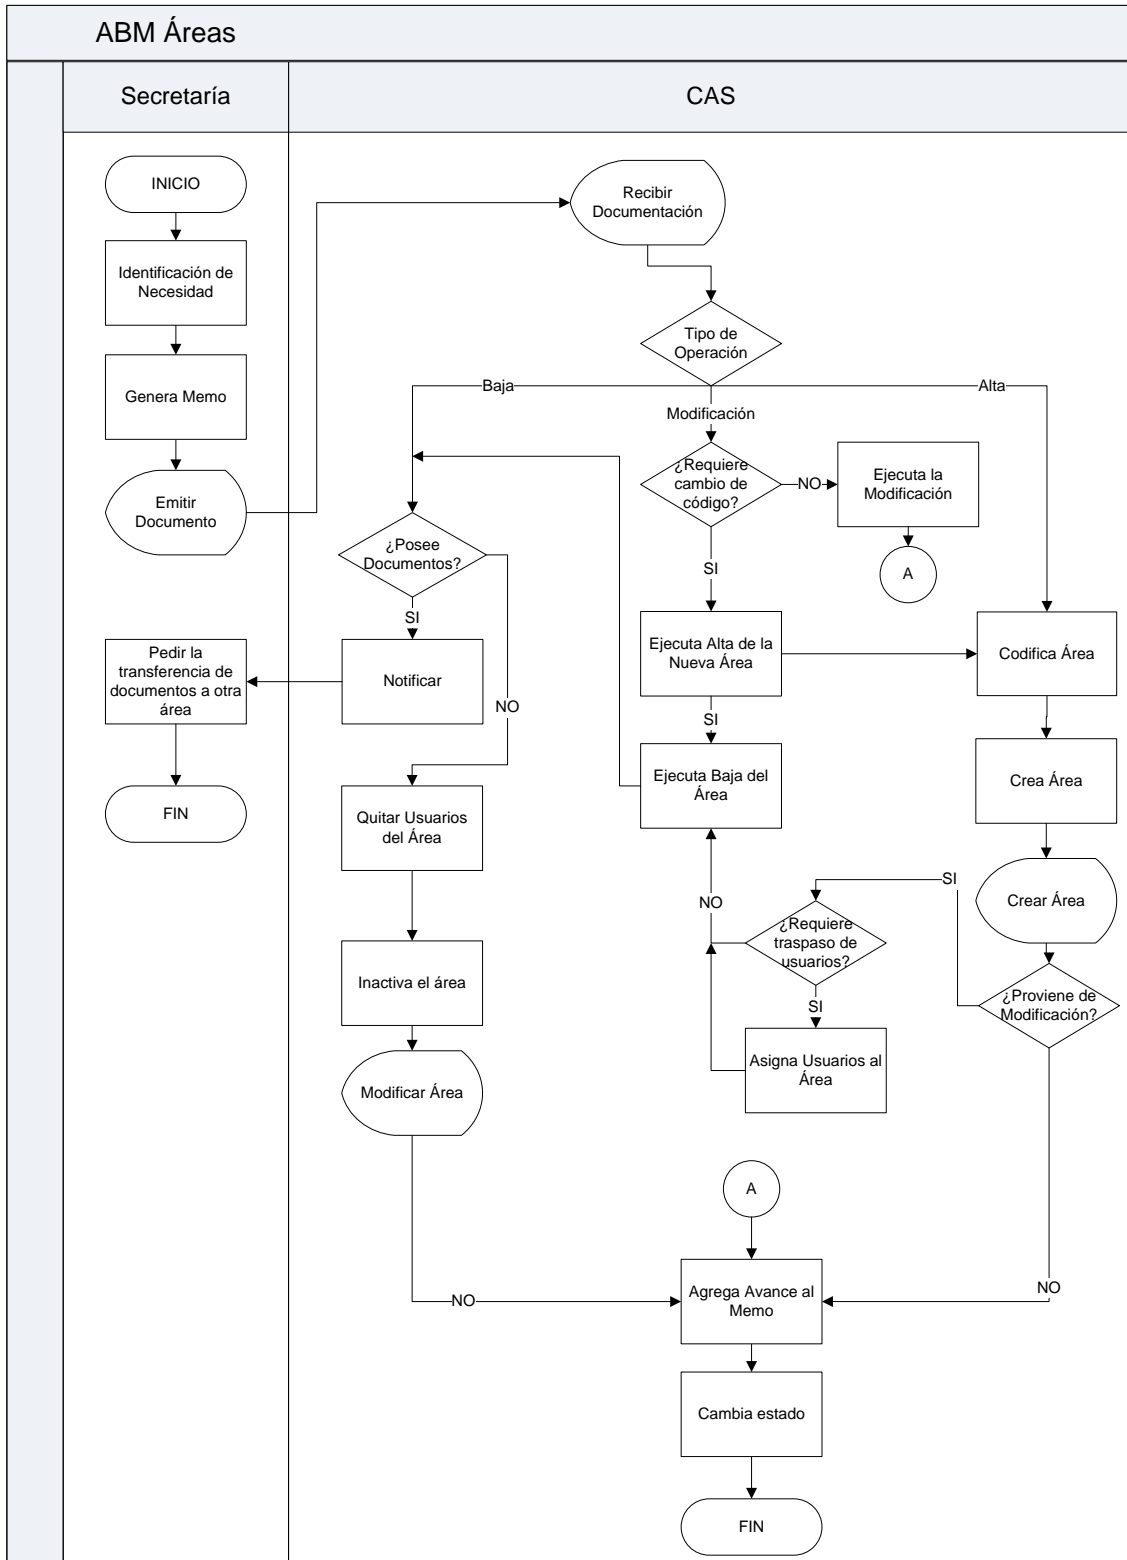 ABM Áreas
Secretaría
CAS
INICIO
Identificación de
Necesidad
Genera Memo
Emitir
Documento
Pedir la
transferencia de
documentos a otra
área
FIN
Recibir
Documentación
Tipo de
Operación
Baja
Modificación
Alta
¿Requiere
cambio de
código?
NO
Ejecuta la
Modificación
A
SI
¿Posee
Documentos?
SI
NO
Notificar
Ejecuta Alta de la
Nueva Área
Codifica Área
SI
Ejecuta Baja del
Área
Crea Área
Quitar Usuarios
del Área
Crear Área
SI
NO
¿Requiere
traspaso de
usuarios?
¿Proviene de
Modificación?
SI
Asigna Usuarios al
Área
Inactiva el área
Modificar Área
A
NO
Agrega Avance al
Memo
NO
Cambia estado
FIN